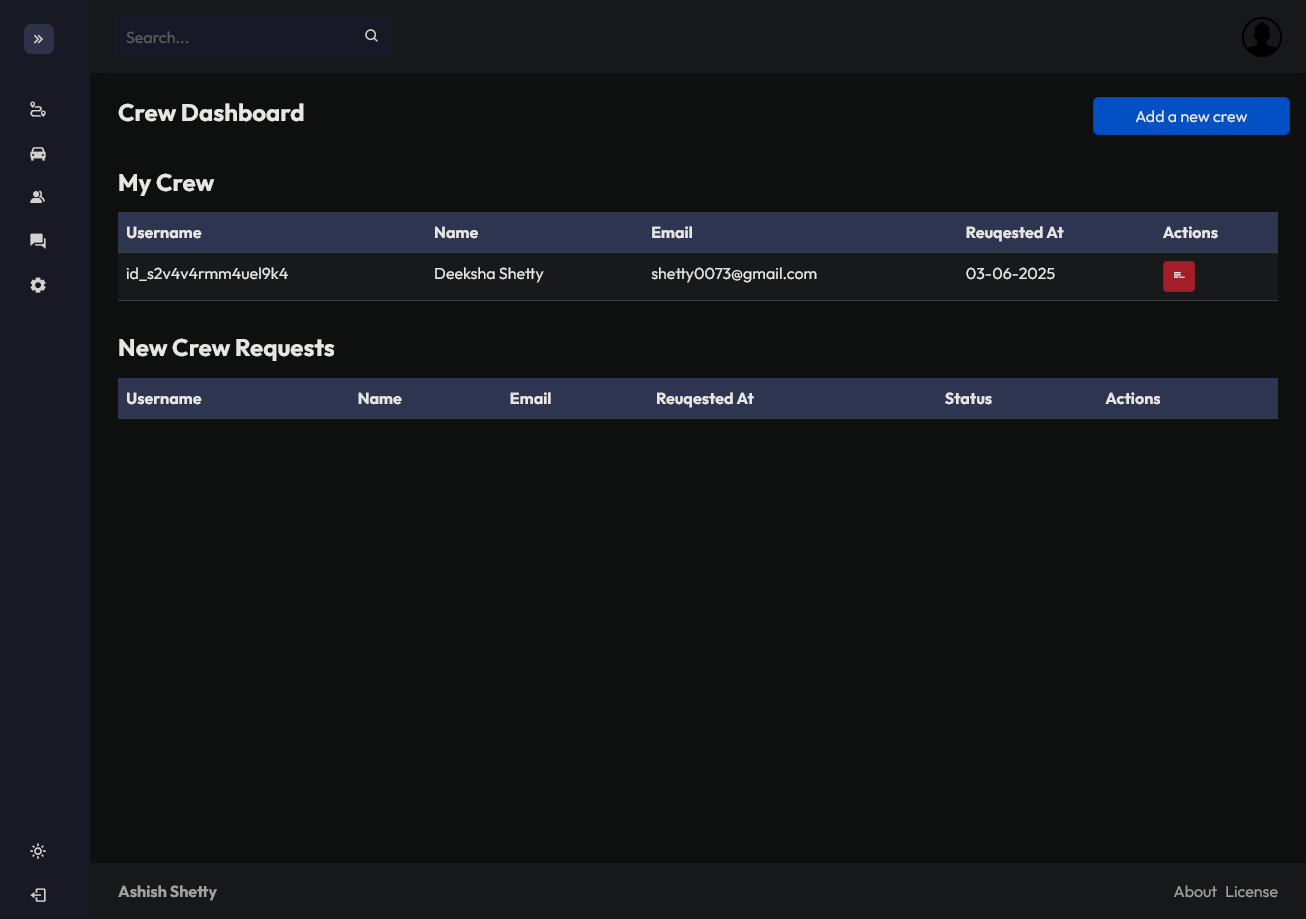 Search...
Crew Dashboard
Add a new crew
My Crew
Username Name Email Reuqested At Actions
id_s2v4v4rmm4uel9k4 Deeksha Shetty shetty0073@gmail.com 03-06-2025
New Crew Requests
Username Name Email Reuqested At Status Actions
Ashish Shetty About License